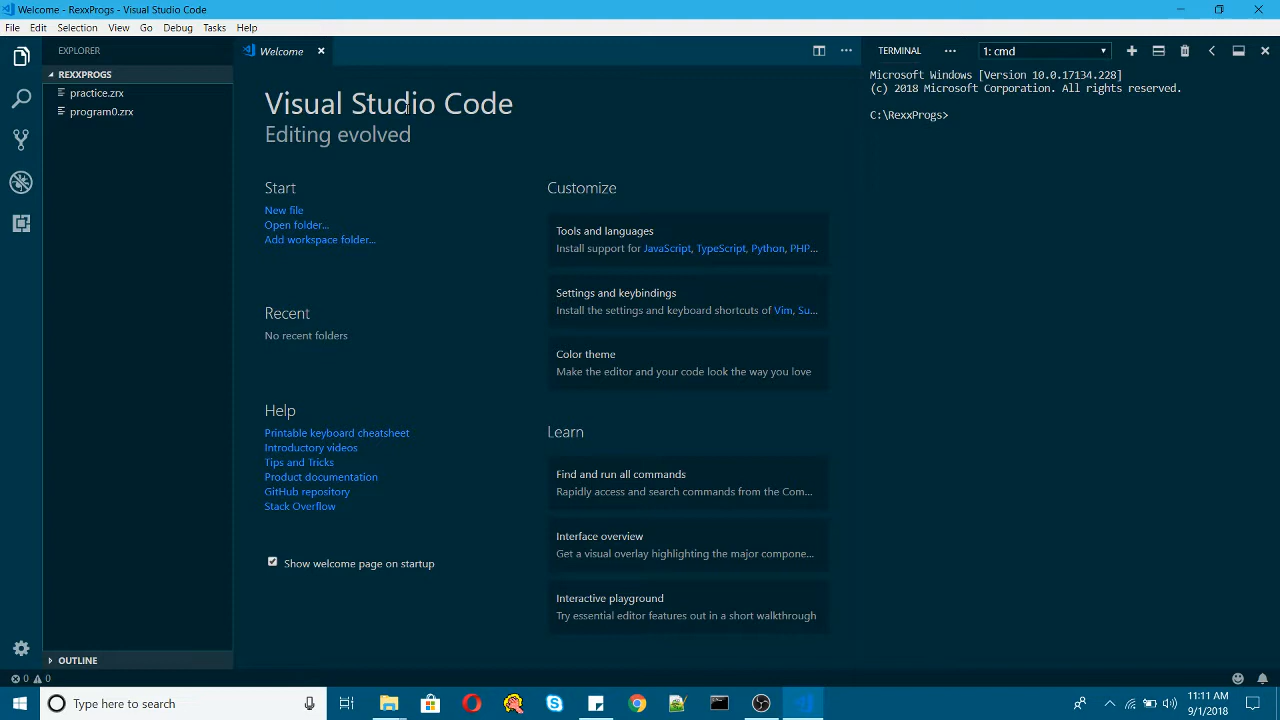 Welcome - RexxProgs - Visual Studio Code
File Edit Selection View Go Debug Tasks Help
EXPLORER
REXXPROGS
practice.zrx
program0.zrx
OUTLINE
Welcome
Visual Studio Code
Editing evolved
Start
New file
Open folder...
Add workspace folder...
Recent
No recent folders
Help
Printable keyboard cheatsheet
Introductory videos
Tips and Tricks
Product documentation
GitHub repository
Stack Overflow
Show welcome page on startup
Customize
Tools and languages
Install support for JavaScript, TypeScript, Python, PHP...
Settings and keybindings
Install the settings and keyboard shortcuts of Vim, Su...
Color theme
Make the editor and your code look the way you love
Learn
Find and run all commands
Rapidly access and search commands from the Com...
Interface overview
Get a visual overlay highlighting the major compone...
Interactive playground
Try essential editor features out in a short walkthrough
TERMINAL
1: cmd
Microsoft Windows [Version 10.0.17134.228]
(c) 2018 Microsoft Corporation. All rights reserved.
C:\RexxProgs>
0 0
Type here to search
11:11 AM
9/1/2018